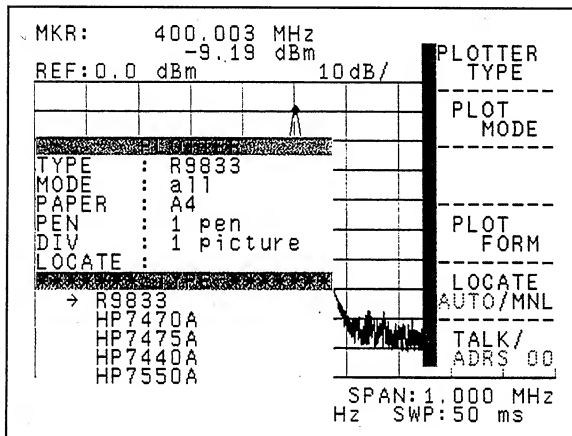 MKR: 400.003 MHz
-9.19 dBm
REF:0.0 dBm 10dB/
PLOTTER
TYPE : R9833
MODE : all
PAPER : A4
PEN : 1 pen
DIV : 1 picture
LOCATE :
TYPE
→ R9833
HP7470A
HP7475A
HP7440A
HP7550A
SPAN:1.000 MHz
Hz SWP:50 ms
PLOTTER
TYPE
PLOT
MODE
PLOT
FORM
LOCATE
AUTO/MNL
TALK/
ADRS 00